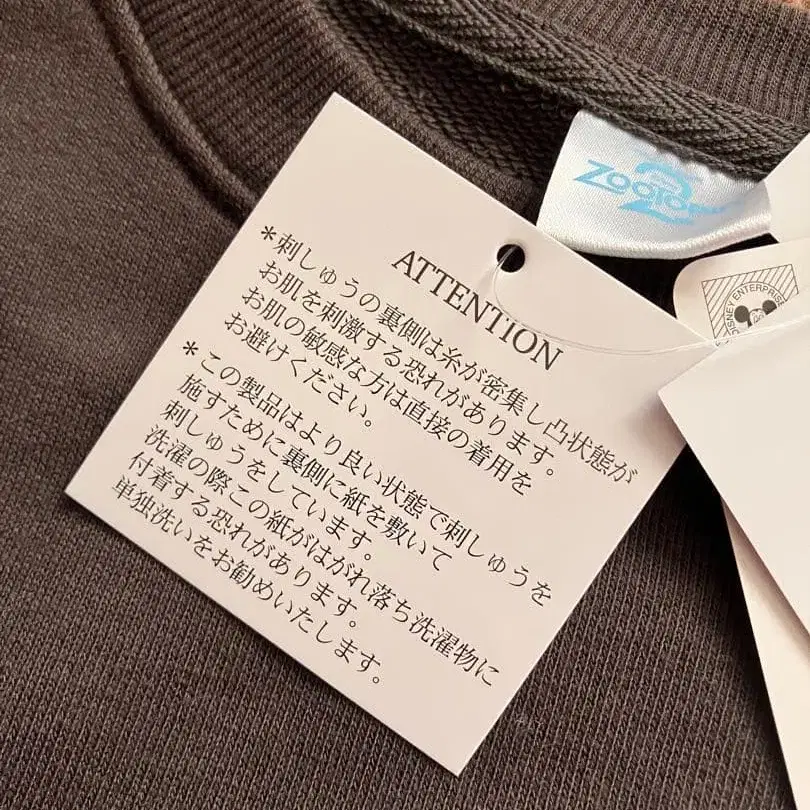 ATTENTION
*刺しゅうの裏側は糸が密集し凸状態が
お肌を刺激する恐れがあります。
お肌の敏感な方は直接の着用を
お避けください。
*この製品はより良い状態で刺しゅうを
施すために裏側に紙を敷いて
刺しゅうをしています。
洗濯の際この紙がはがれ落ち洗濯物に
付着する恐れがあります。
単独洗いをお勧めいたします。
2
DISNEY ENTERPRISE